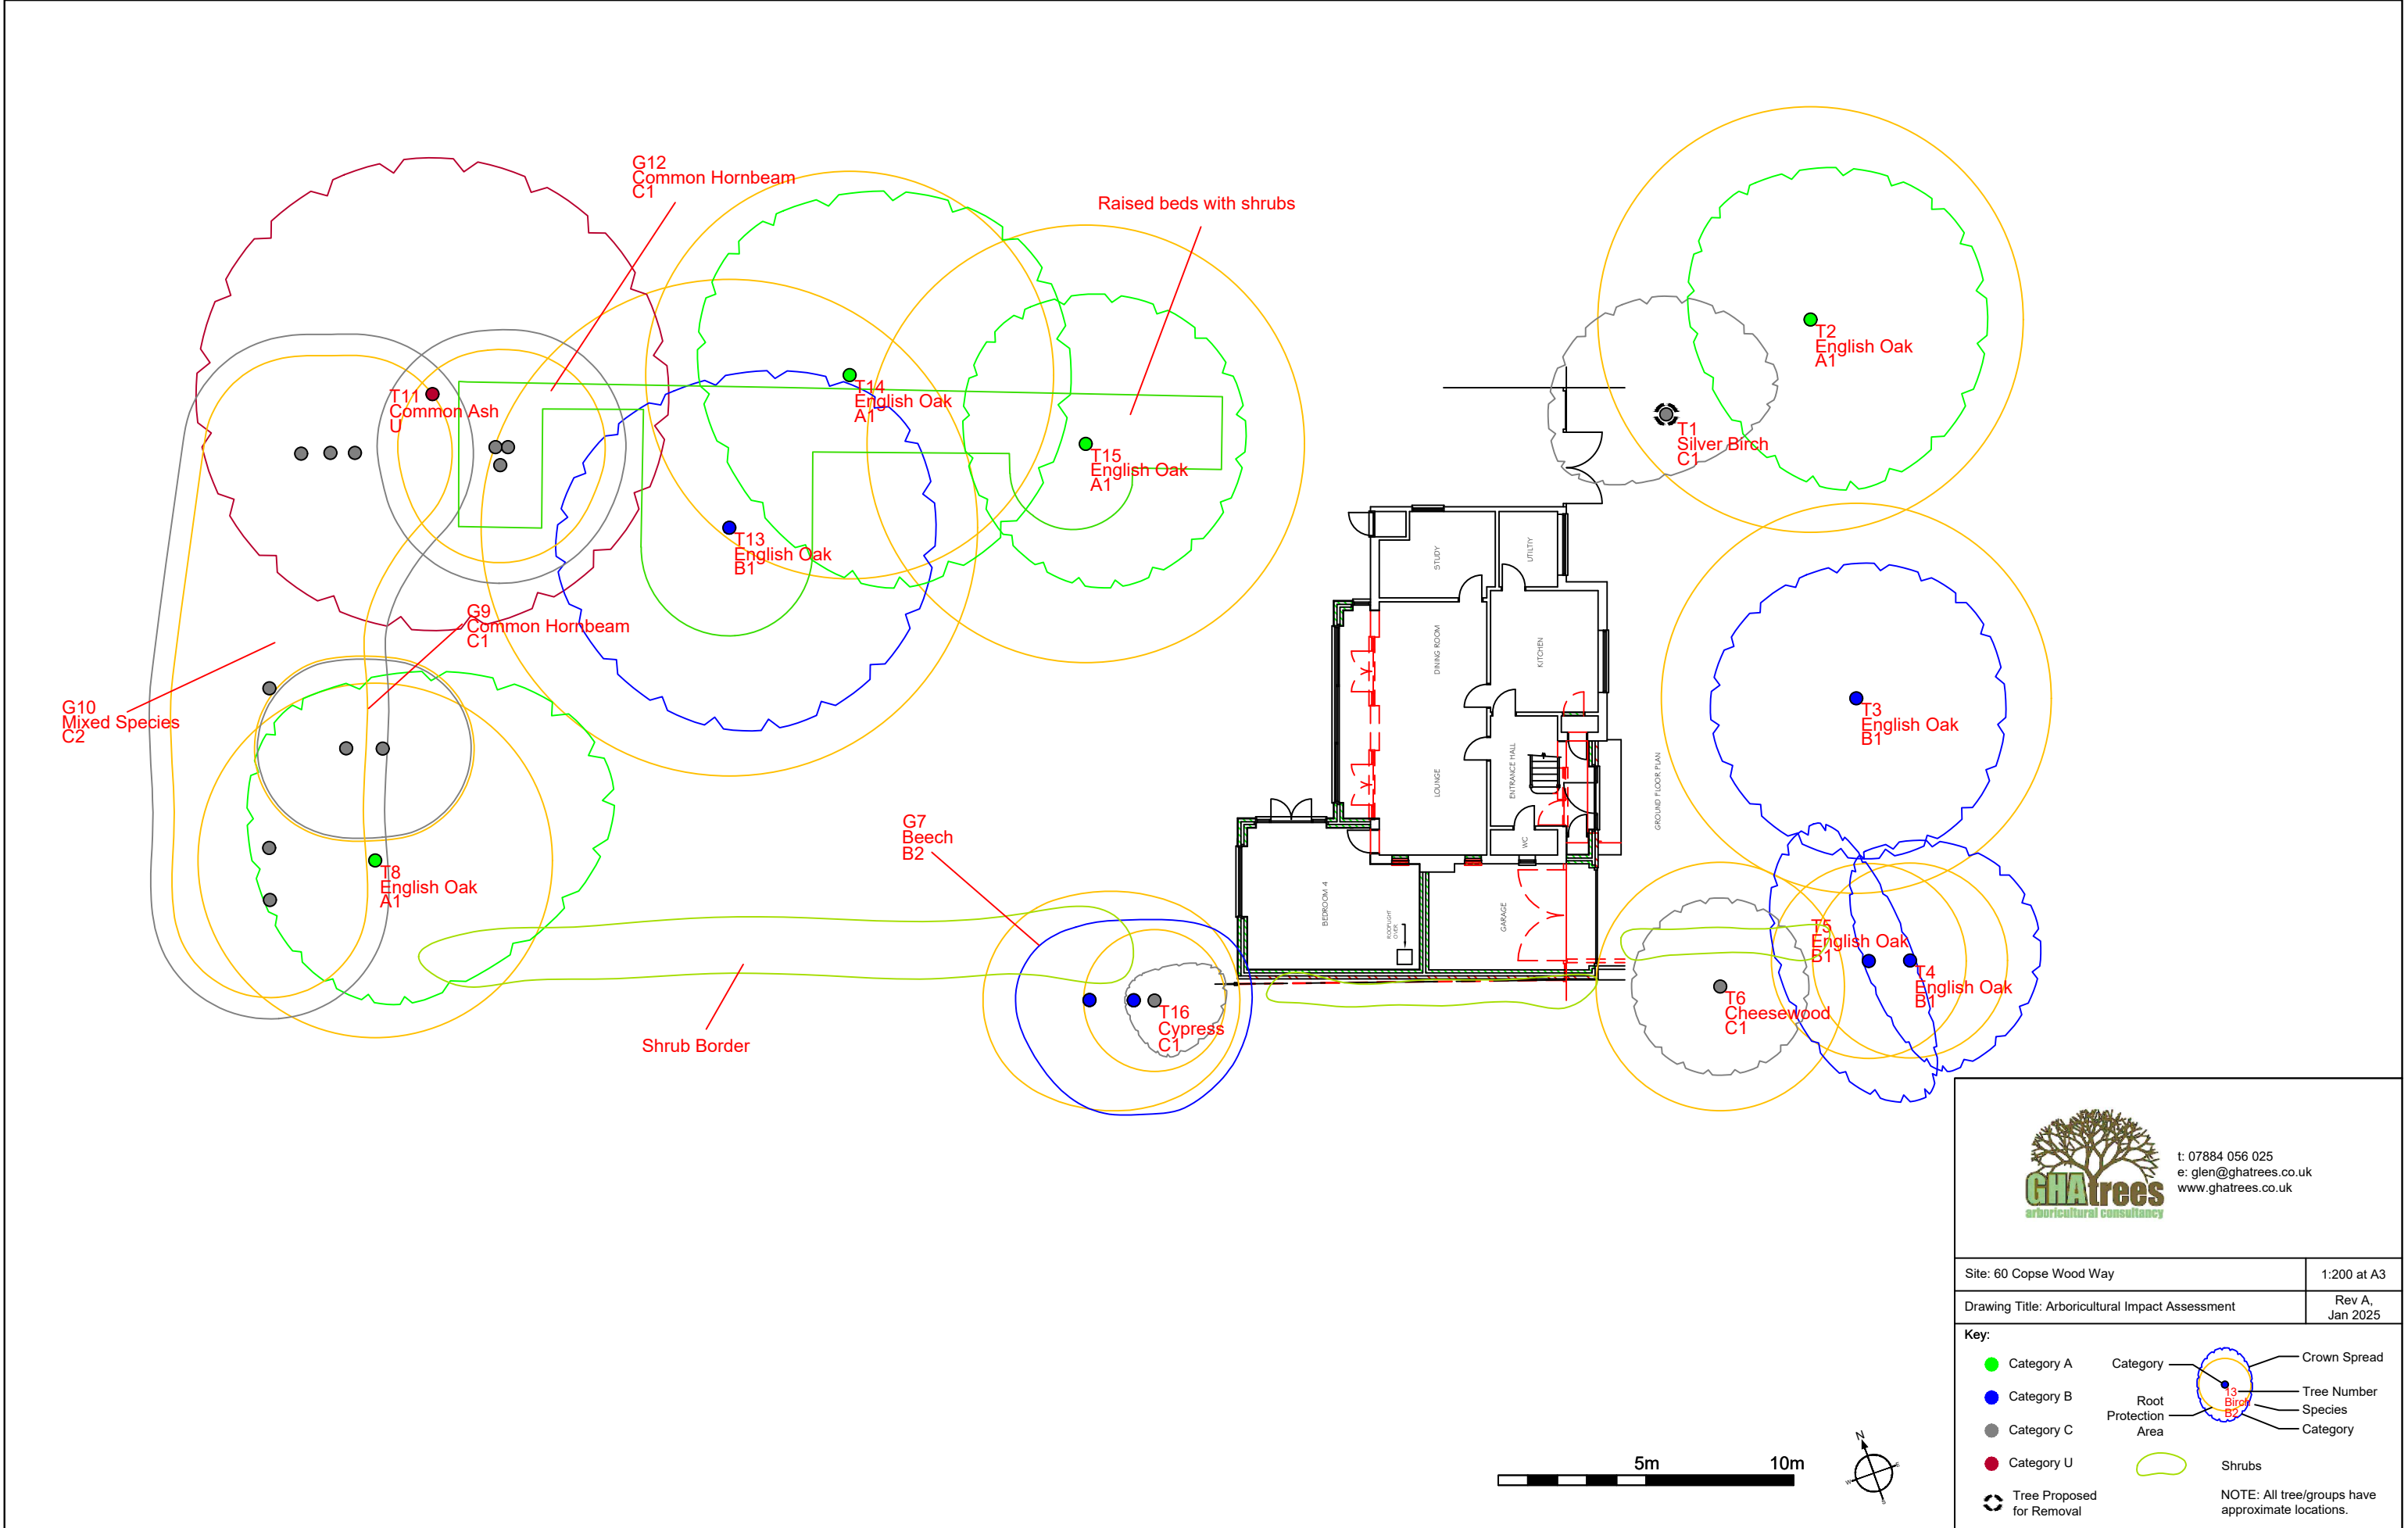 G12
Common Hornbeam
C1
Raised beds with shrubs
T2
English Oak
A1
T11
Common Ash
U
T14
English Oak
A1
T15
English Oak
A1
T1
Silver Birch
C1
T13
English Oak
B1
STUDY
UTILTIY
DINING ROOM
KITCHEN
G9
Common Hornbeam
C1
G10
Mixed Species
C2
T3
English Oak
B1
LOUNGE
ENTRANCE HALL
GROUND FLOOR PLAN
WC
G7
Beech
B2
T8
English Oak
A1
BEDROOM 4
ROOFLIGHT
OVER
GARAGE
T5
English Oak
B1
T4
English Oak
B1
T6
Cheesewood
C1
T16
Cypress
C1
Shrub Border
GHAtrees
arboricultural consultancy
t: 07884 056 025
e: glen@ghatrees.co.uk
www.ghatrees.co.uk
Site: 60 Copse Wood Way
1:200 at A3
Drawing Title: Arboricultural Impact Assessment
Rev A,
Jan 2025
Key:
Category A
Category B
Category C
Category U
Tree Proposed
for Removal
Category
Root
Protection
Area
13
Birch
B2
Crown Spread
Tree Number
Species
Category
Shrubs
NOTE: All tree/groups have
approximate locations.
5m
10m
N
E
S
W